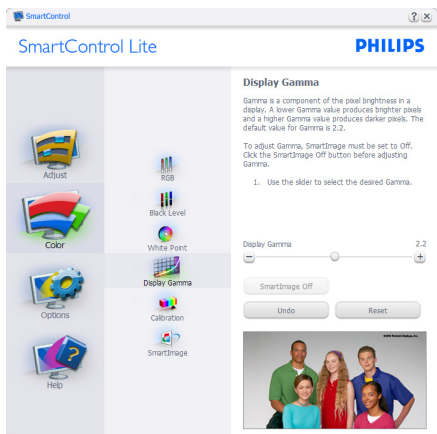 SmartControl
SmartControl Lite
PHILIPS
Adjust
Color
Options
Help
RGB
Black Level
White Point
Display Gamma
Calibration
SmartImage
Display Gamma
Gamma is a component of the pixel brightness in a
display. A lower Gamma value produces brighter pixels
and a higher Gamma value produces darker pixels. The
default value for Gamma is 2.2.
To adjust Gamma, SmartImage must be set to Off.
Click the SmartImage Off button before adjusting
Gamma.
1. Use the slider to select the desired Gamma.
Display Gamma 2.2
SmartImage Off
Undo Reset